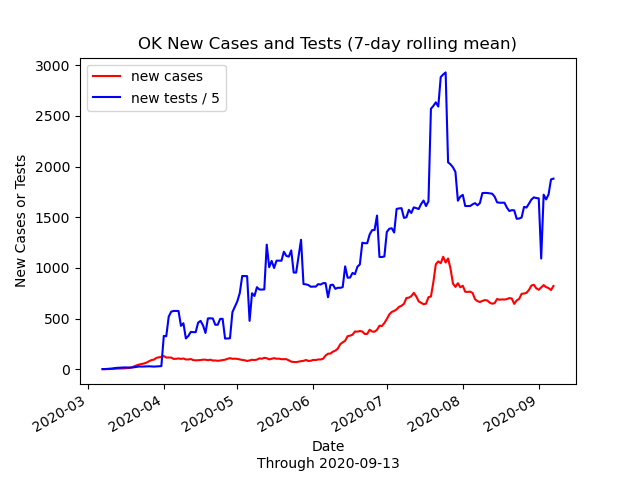 OK New Cases and Tests (7-day rolling mean)
new cases
new tests / 5
New Cases or Tests
3000
2500
2000
1500
1000
500
0
2020-03
2020-04
2020-05
2020-06
2020-07
2020-08
2020-09
Date
Through 2020-09-13